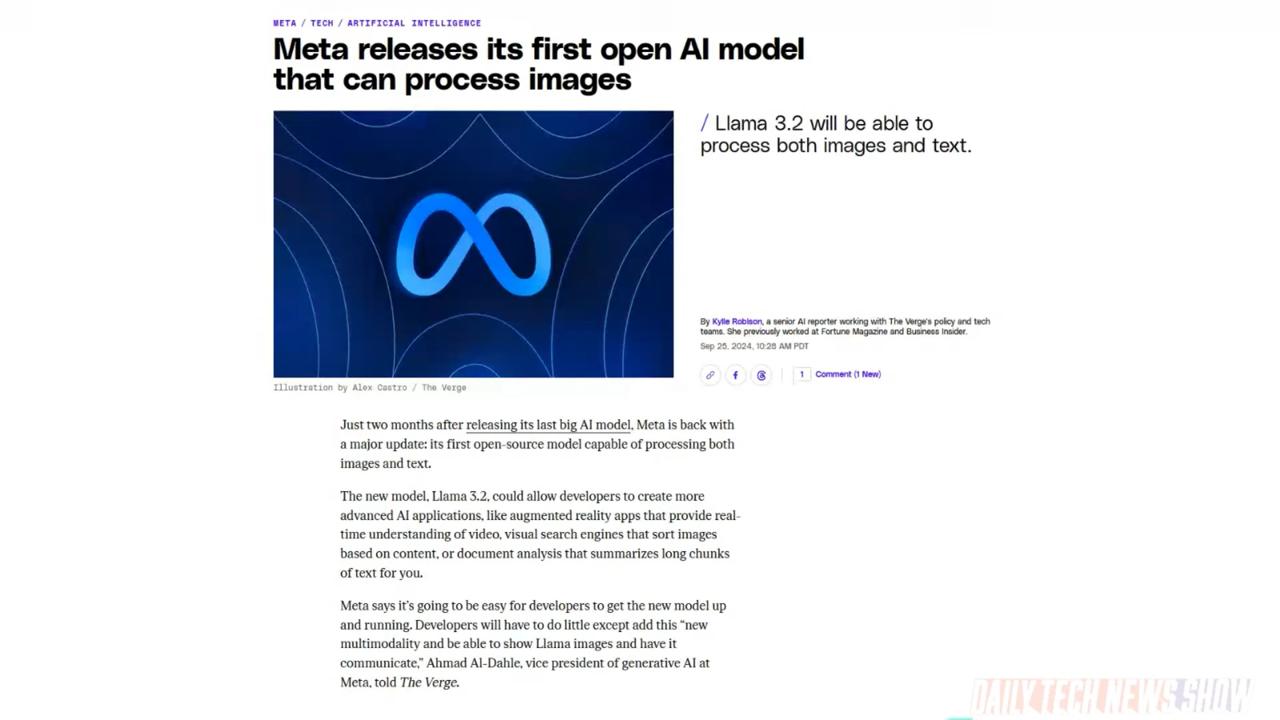 META / TECH / ARTIFICIAL INTELLIGENCE
Meta releases its first open AI model
that can process images
/ Llama 3.2 will be able to
process both images and text.
By Kylie Robison, a senior AI reporter working with The Verge's policy and tech
teams. She previously worked at Fortune Magazine and Business Insider.
Sep 25, 2024, 10:28 AM PDT
1 Comment (1 New)
Illustration by Alex Castro / The Verge
Just two months after releasing its last big AI model, Meta is back with
a major update: its first open-source model capable of processing both
images and text.
The new model, Llama 3.2, could allow developers to create more
advanced AI applications, like augmented reality apps that provide real-
time understanding of video, visual search engines that sort images
based on content, or document analysis that summarizes long chunks
of text for you.
Meta says it's going to be easy for developers to get the new model up
and running. Developers will have to do little except add this “new
multimodality and be able to show Llama images and have it
communicate,” Ahmad Al-Dahle, vice president of generative AI at
Meta, told The Verge.
DAILY TECH NEWS SHOW